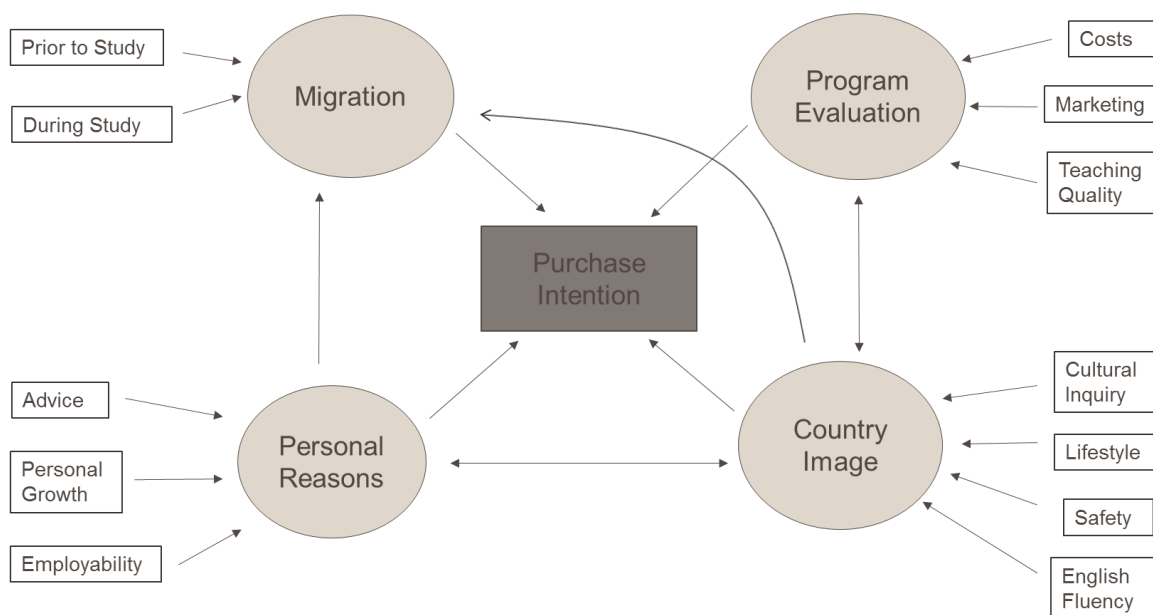 Prior to Study
During Study
Migration
Program
Evaluation
Costs
Marketing
Teaching
Quality
Purchase
Intention
Advice
Personal
Growth
Employability
Personal
Reasons
Country
Image
Cultural
Inquiry
Lifestyle
Safety
English
Fluency